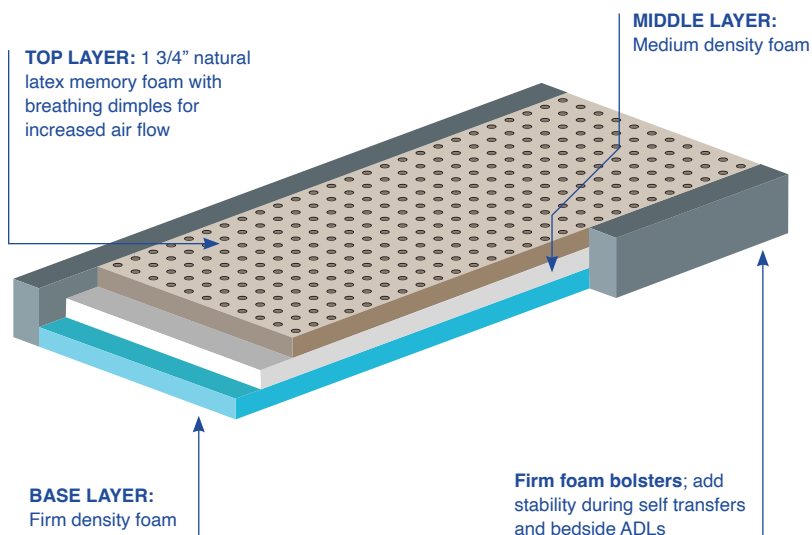 TOP LAYER: 1 3/4” natural
latex memory foam with
breathing dimples for
increased air flow
MIDDLE LAYER:
Medium density foam
BASE LAYER:
Firm density foam
Firm foam bolsters; add
stability during self transfers
and bedside ADLs